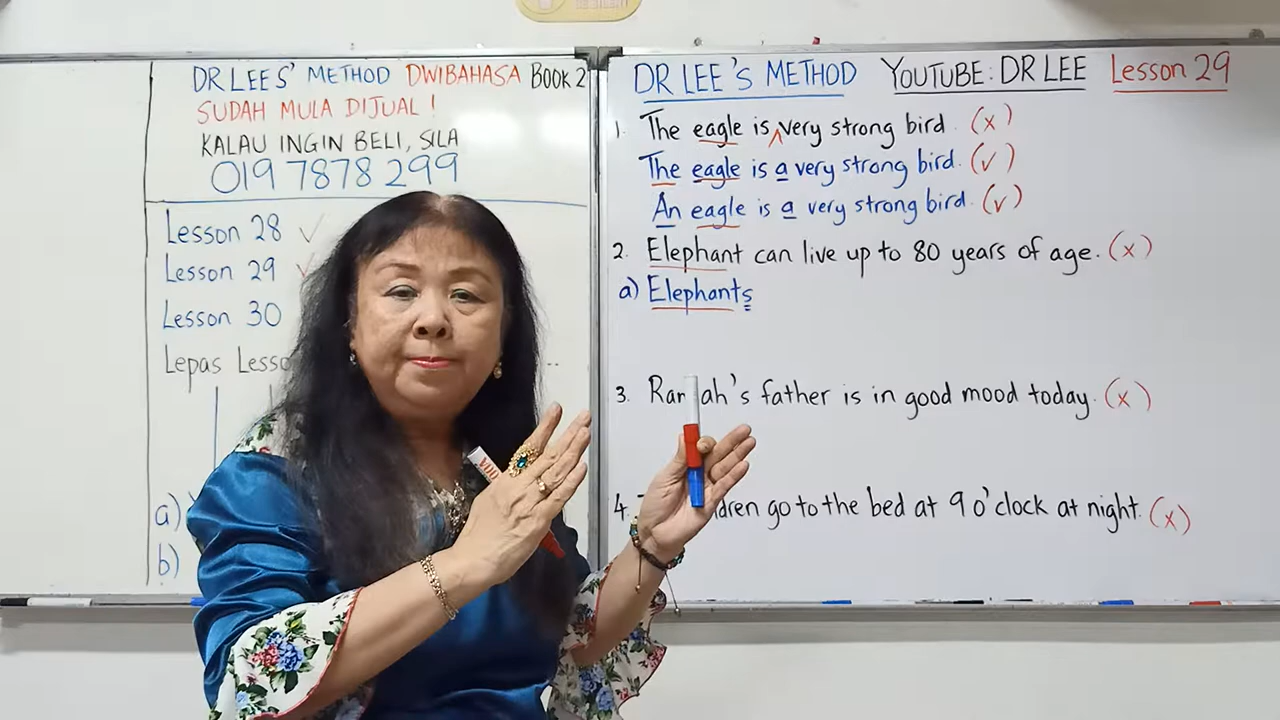 DR LEES' METHOD DWIBAHASA BOOK 2
SUDAH MULA DIJUAL !
KALAU INGIN BELI, SILA
019 7878 299
Lesson 28 ✓
Lesson 29 ✓
Lesson 30
Lepas
a)
b)
DR LEE'S METHOD YOUTUBE: DR LEE Lesson 29
1. The eagle is ^ very strong bird. (x)
The eagle is a very strong bird. (✓)
An eagle is a very strong bird. (✓)
2. Elephant can live up to 80 years of age. (x)
a) Elephants
3. father is in good mood today. (x)
4. go to the bed at 9 o'clock at night. (x)